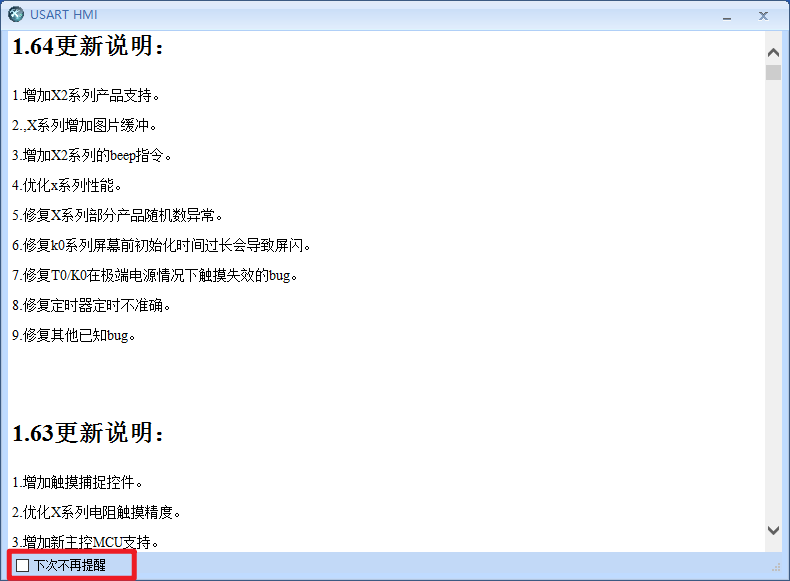 USART HMI
1.64更新说明：
1.增加X2系列产品支持。
2.,X系列增加图片缓冲。
3.增加X2系列的beep指令。
4.优化x系列性能。
5.修复X系列部分产品随机数异常。
6.修复k0系列屏幕前初始化时间过长会导致屏闪。
7.修复T0/K0在极端电源情况下触摸失效的bug。
8.修复定时器定时不准确。
9.修复其他已知bug。
1.63更新说明：
1.增加触摸捕捉控件。
2.优化X系列电阻触摸精度。
3.增加新主控MCU支持。
下次不再提醒